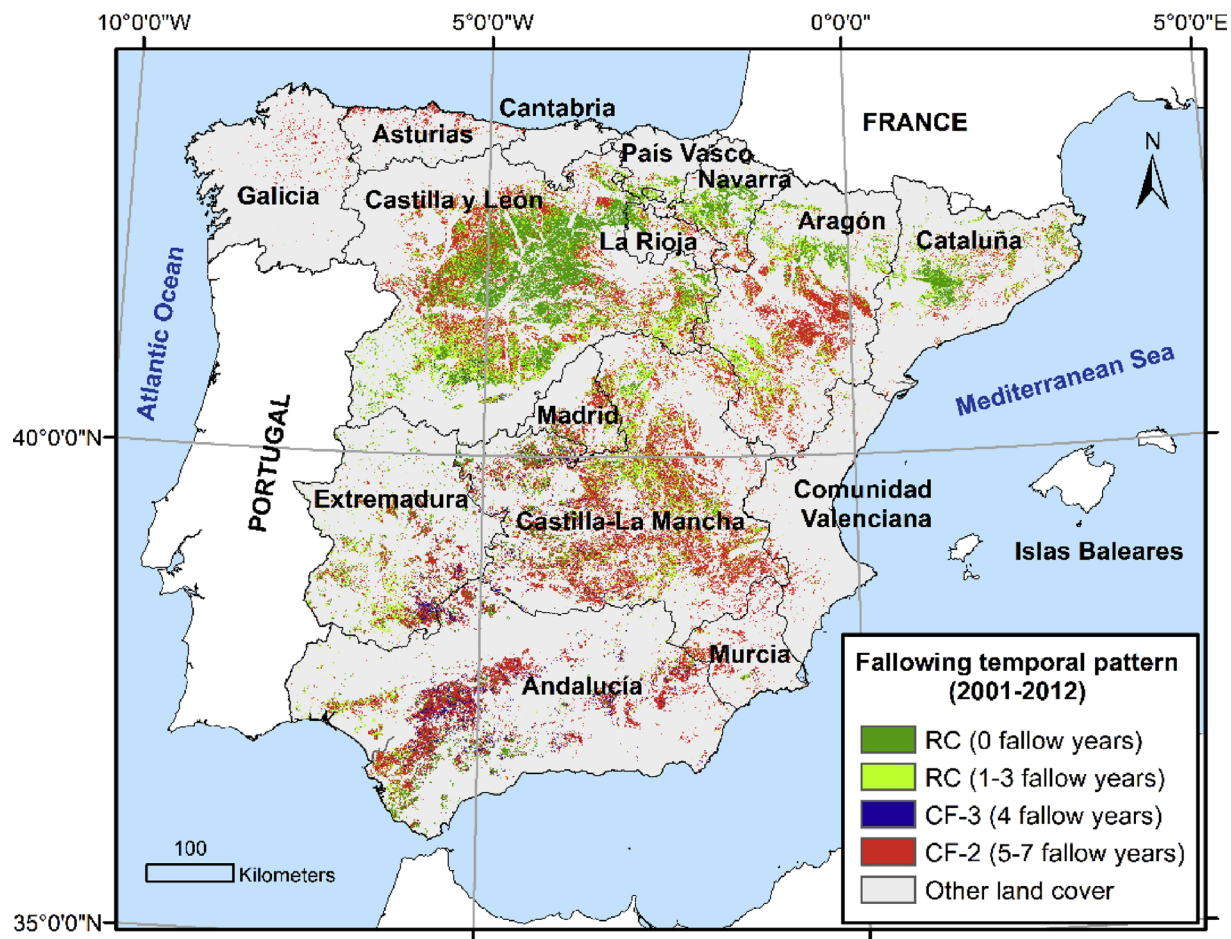 10°0'0"W
5°0'0"W
0°0'0"
5°0'0"E
Cantabria
FRANCE
N
Asturias
País Vasco
Navarra
Galicia
Castilla y León
Aragón
La Rioja
Cataluña
Atlantic Ocean
Mediterranean Sea
Madrid
40°0'0"N
PORTUGAL
Extremadura
Comunidad
Valenciana
Castilla-La Mancha
Islas Baleares
Murcia
Andalucía
Fallowing temporal pattern
(2001-2012)
RC (0 fallow years)
RC (1-3 fallow years)
CF-3 (4 fallow years)
CF-2 (5-7 fallow years)
Other land cover
100
Kilometers
35°0'0"N